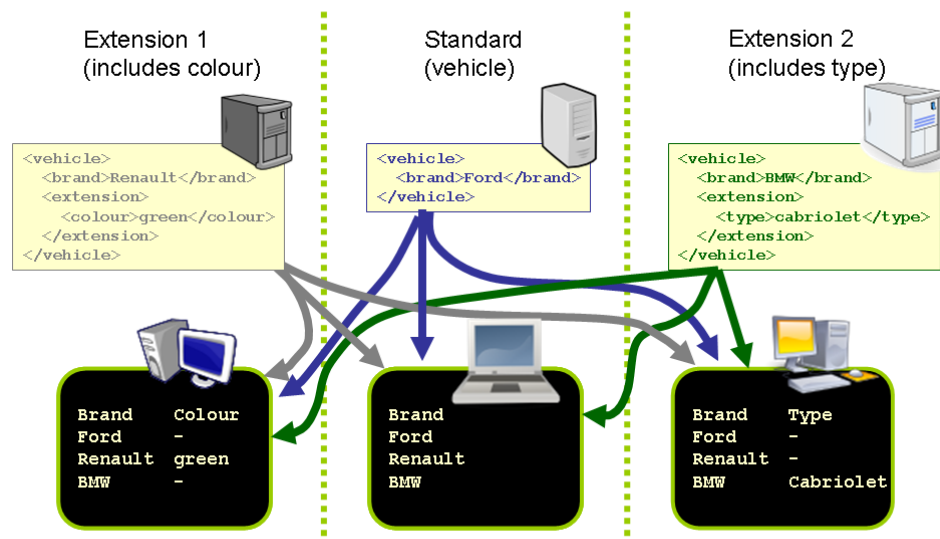 Extension 1
(includes colour)
Standard
(vehicle)
Extension 2
(includes type)
<vehicle>
<brand>Renault</brand>
<extension>
<colour>green</colour>
</extension>
</vehicle>
<vehicle>
<brand>Ford</brand>
</vehicle>
<vehicle>
<brand>BMW</brand>
<extension>
<type>cabriolet</type>
</extension>
</vehicle>
Brand Colour
Ford -
Renault green
BMW -
Brand
Ford
Renault
BMW
Brand Type
Ford -
Renault -
BMW Cabriolet